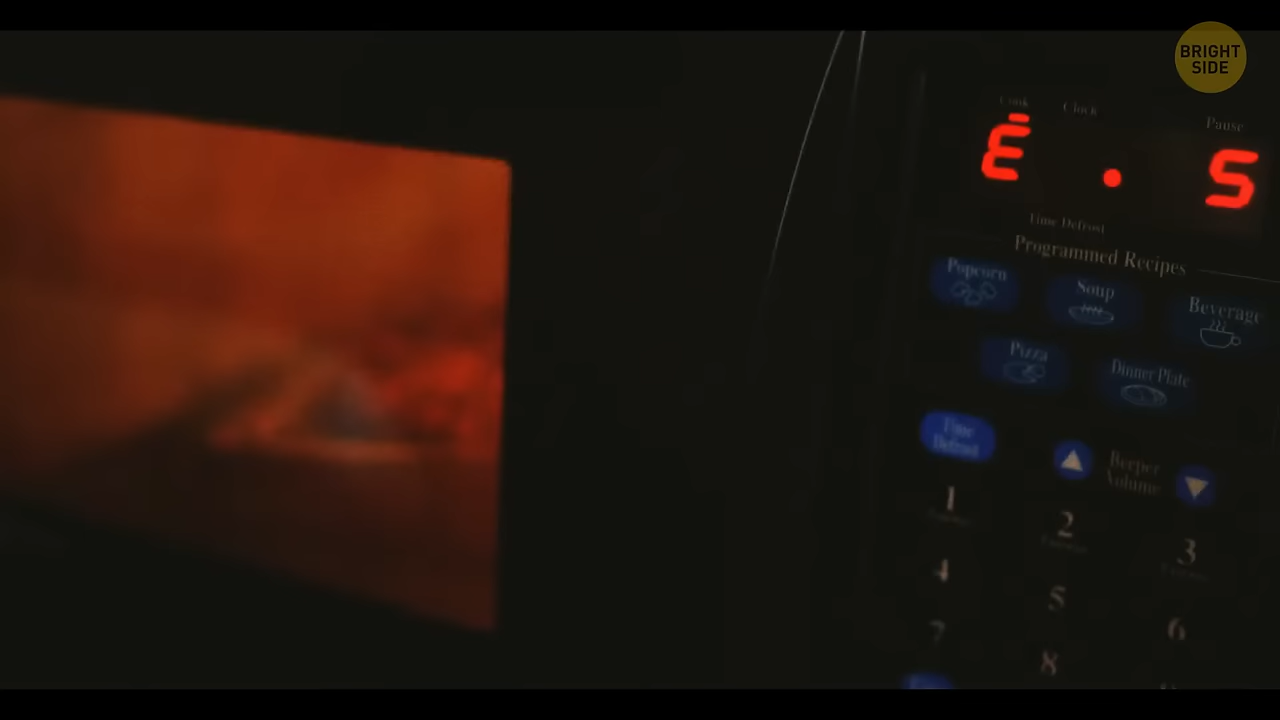 BRIGHT
SIDE
Cook Clock
Pause
Time Defrost
Programmed Recipes
Popcorn
Soup
Beverage
Pizza
Dinner Plate
Time
Defrost
Beeper
Volume
1
2
3
4
5
6
7
8